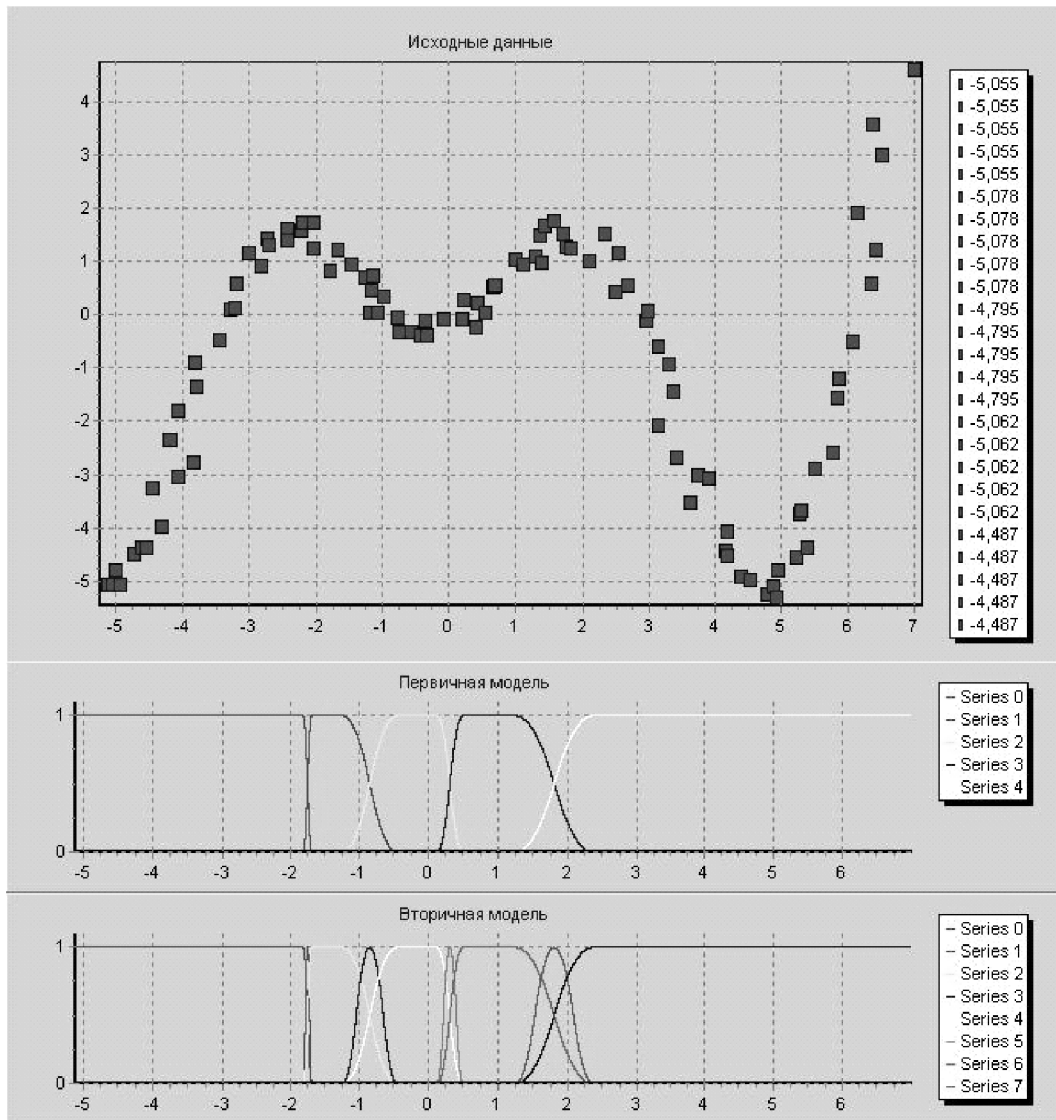 Исходные данные
4
3
2
1
0
-1
-2
-3
-4
-5
-5 -4 -3 -2 -1 0 1 2 3 4 5 6 7
-5,055
-5,055
-5,055
-5,055
-5,055
-5,078
-5,078
-5,078
-5,078
-5,078
-4,795
-4,795
-4,795
-4,795
-4,795
-5,062
-5,062
-5,062
-5,062
-5,062
-4,487
-4,487
-4,487
-4,487
-4,487
Первичная модель
1
0
-5 -4 -3 -2 -1 0 1 2 3 4 5 6
Series 0
Series 1
Series 2
Series 3
Series 4
Вторичная модель
1
0
-5 -4 -3 -2 -1 0 1 2 3 4 5 6
Series 0
Series 1
Series 2
Series 3
Series 4
Series 5
Series 6
Series 7